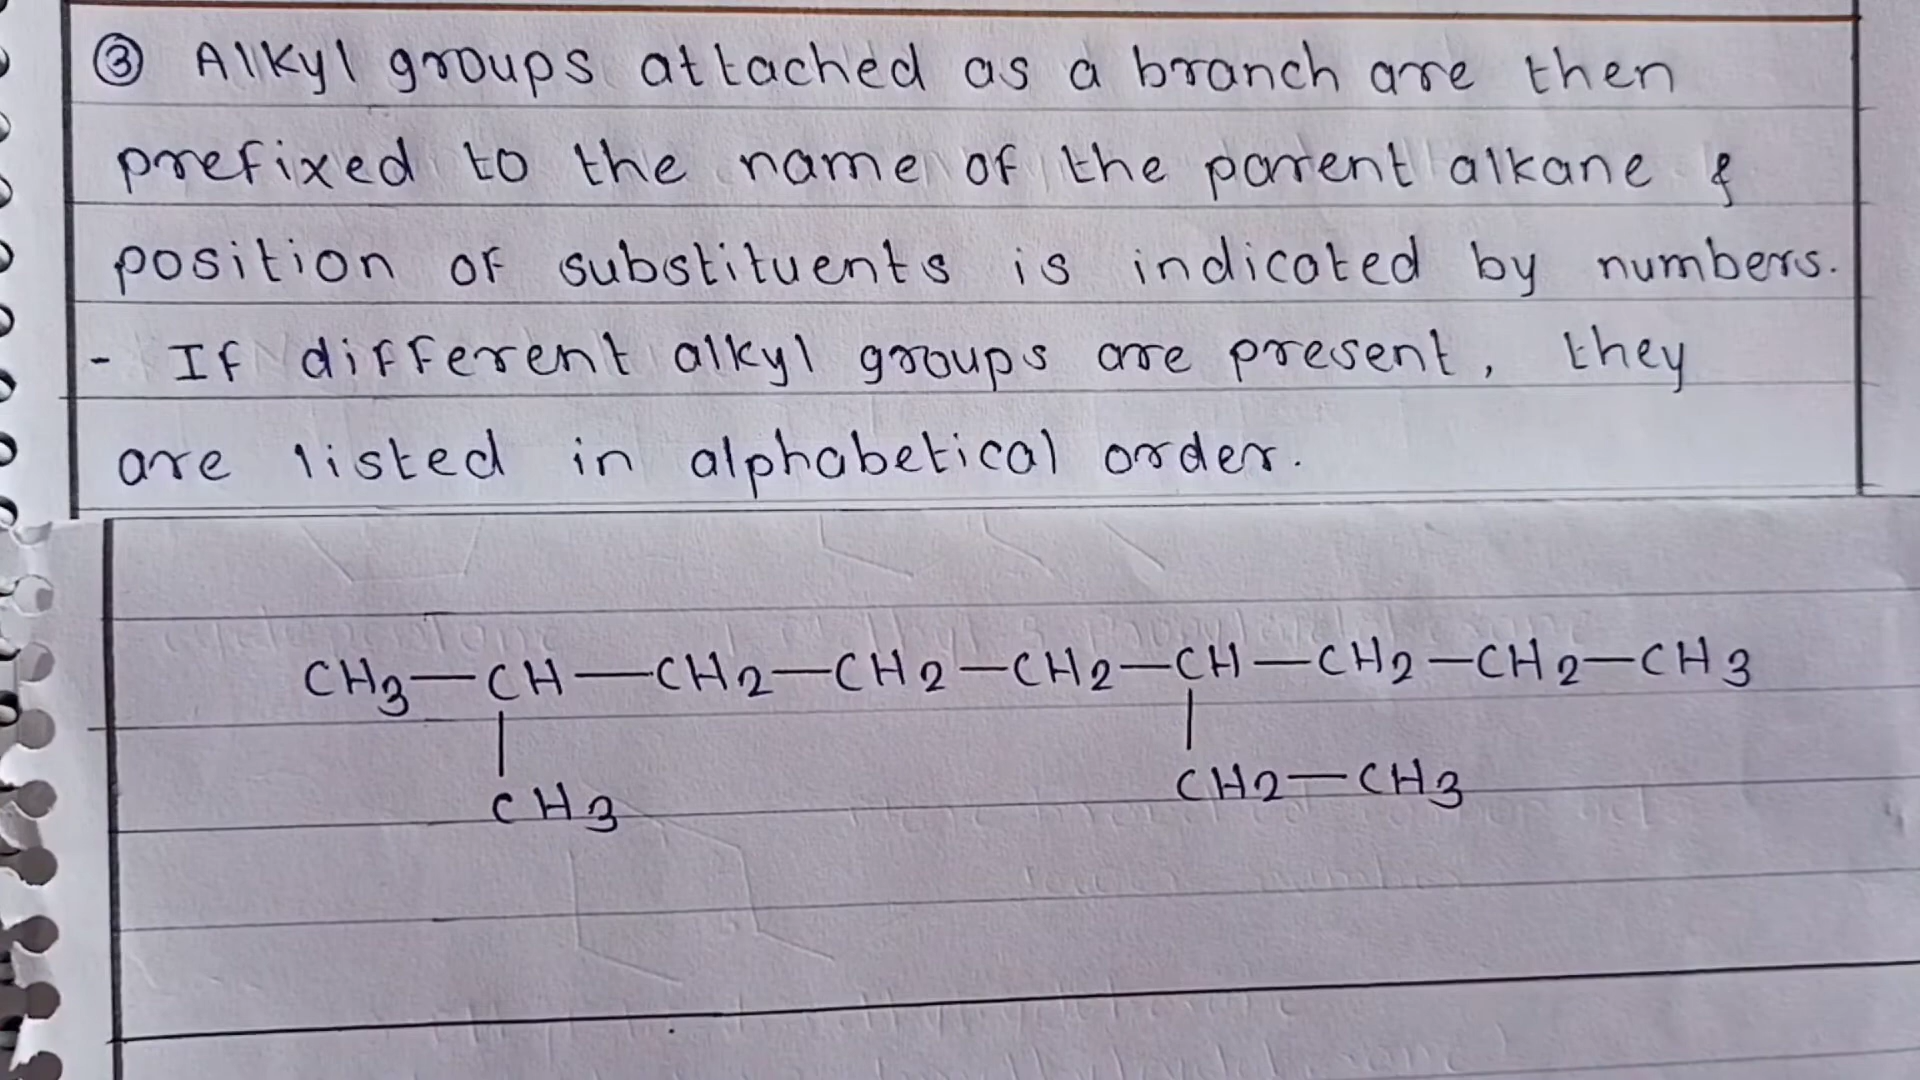 ③ Alkyl groups attached as a branch are then
prefixed to the name of the parent alkane &
position of substituents is indicated by numbers.
- If different alkyl groups are present, they
are listed in alphabetical order.
CH3—CH—CH2—CH2—CH2—CH—CH2—CH2—CH3
| |
CH3 CH2—CH3